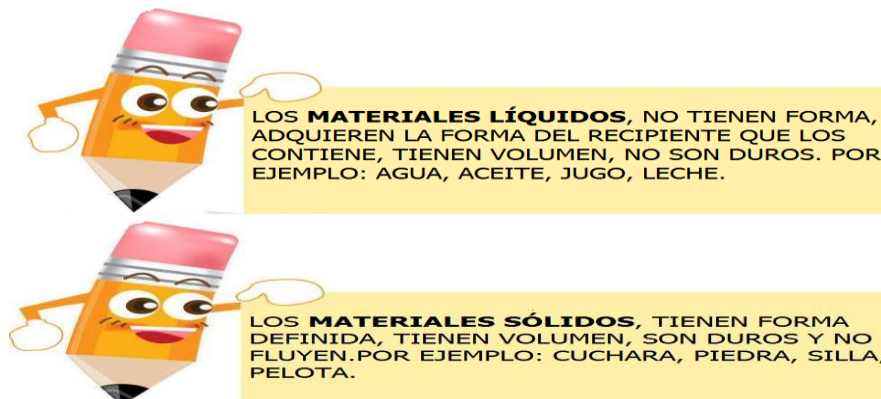 LOS MATERIALES LÍQUIDOS, NO TIENEN FORMA,
ADQUIEREN LA FORMA DEL RECIPIENTE QUE LOS
CONTIENE, TIENEN VOLUMEN, NO SON DUROS. POR
EJEMPLO: AGUA, ACEITE, JUGO, LECHE.
LOS MATERIALES SÓLIDOS, TIENEN FORMA
DEFINIDA, TIENEN VOLUMEN, SON DUROS Y NO
FLUYEN.POR EJEMPLO: CUCHARA, PIEDRA, SILLA,
PELOTA.